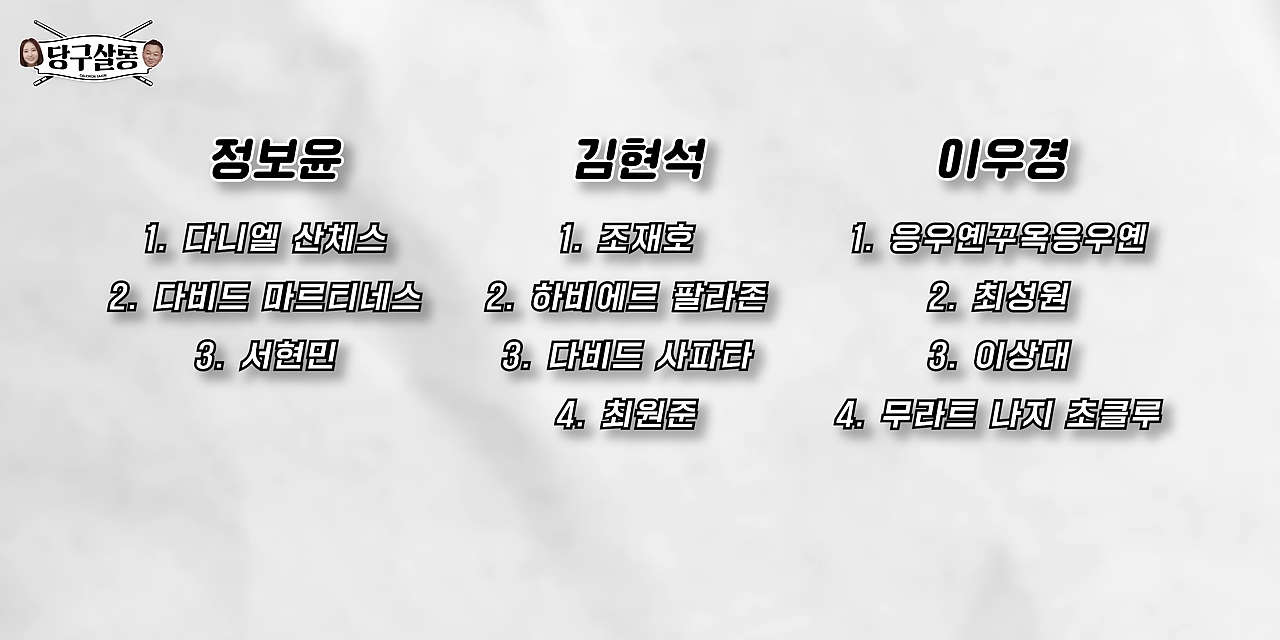 당구살롱
정보윤
1. 다니엘 산체스
2. 다비드 마르티네스
3. 서현민
김현석
1. 조재호
2. 하비에르 팔라존
3. 다비드 사파타
4. 최원준
이우경
1. 응우옌꾸옥응우옌
2. 최성원
3. 이상대
4. 무라트 나지 초클루